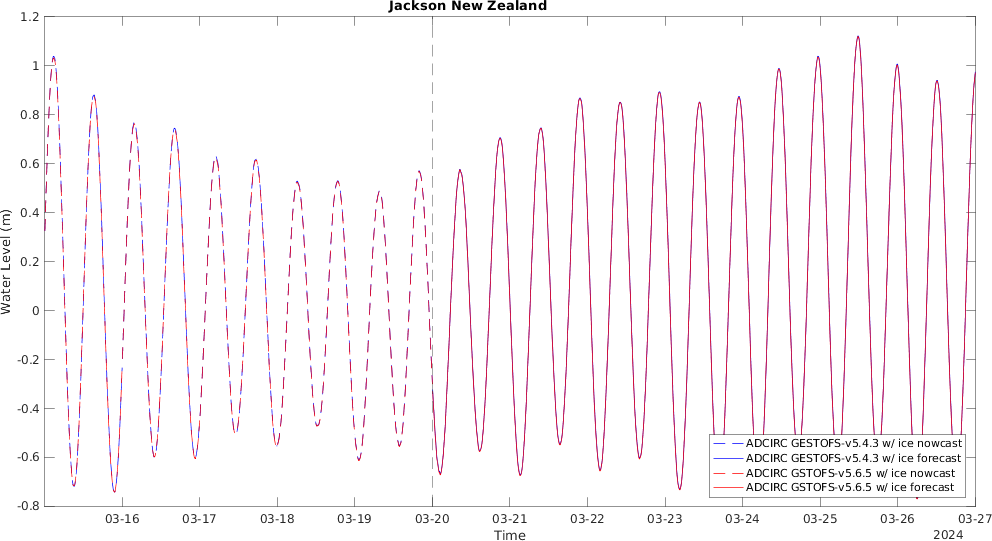 Jackson New Zealand
1.2
1
0.8
0.6
0.4
0.2
0
-0.2
-0.4
-0.6
-0.8
Water Level (m)
ADCIRC GESTOFS-v5.4.3 w/ ice nowcast
ADCIRC GESTOFS-v5.4.3 w/ ice forecast
ADCIRC GSTOFS-v5.6.5 w/ ice nowcast
ADCIRC GSTOFS-v5.6.5 w/ ice forecast
03-16 03-17 03-18 03-19 03-20 03-21 03-22 03-23 03-24 03-25 03-26 03-27
Time
2024